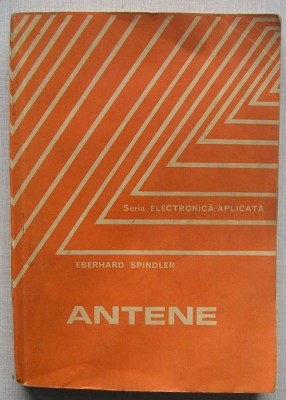 Seria. ELECTRONICĂ APLICATĂ
EBERHARD SPINDLER
ANTENE